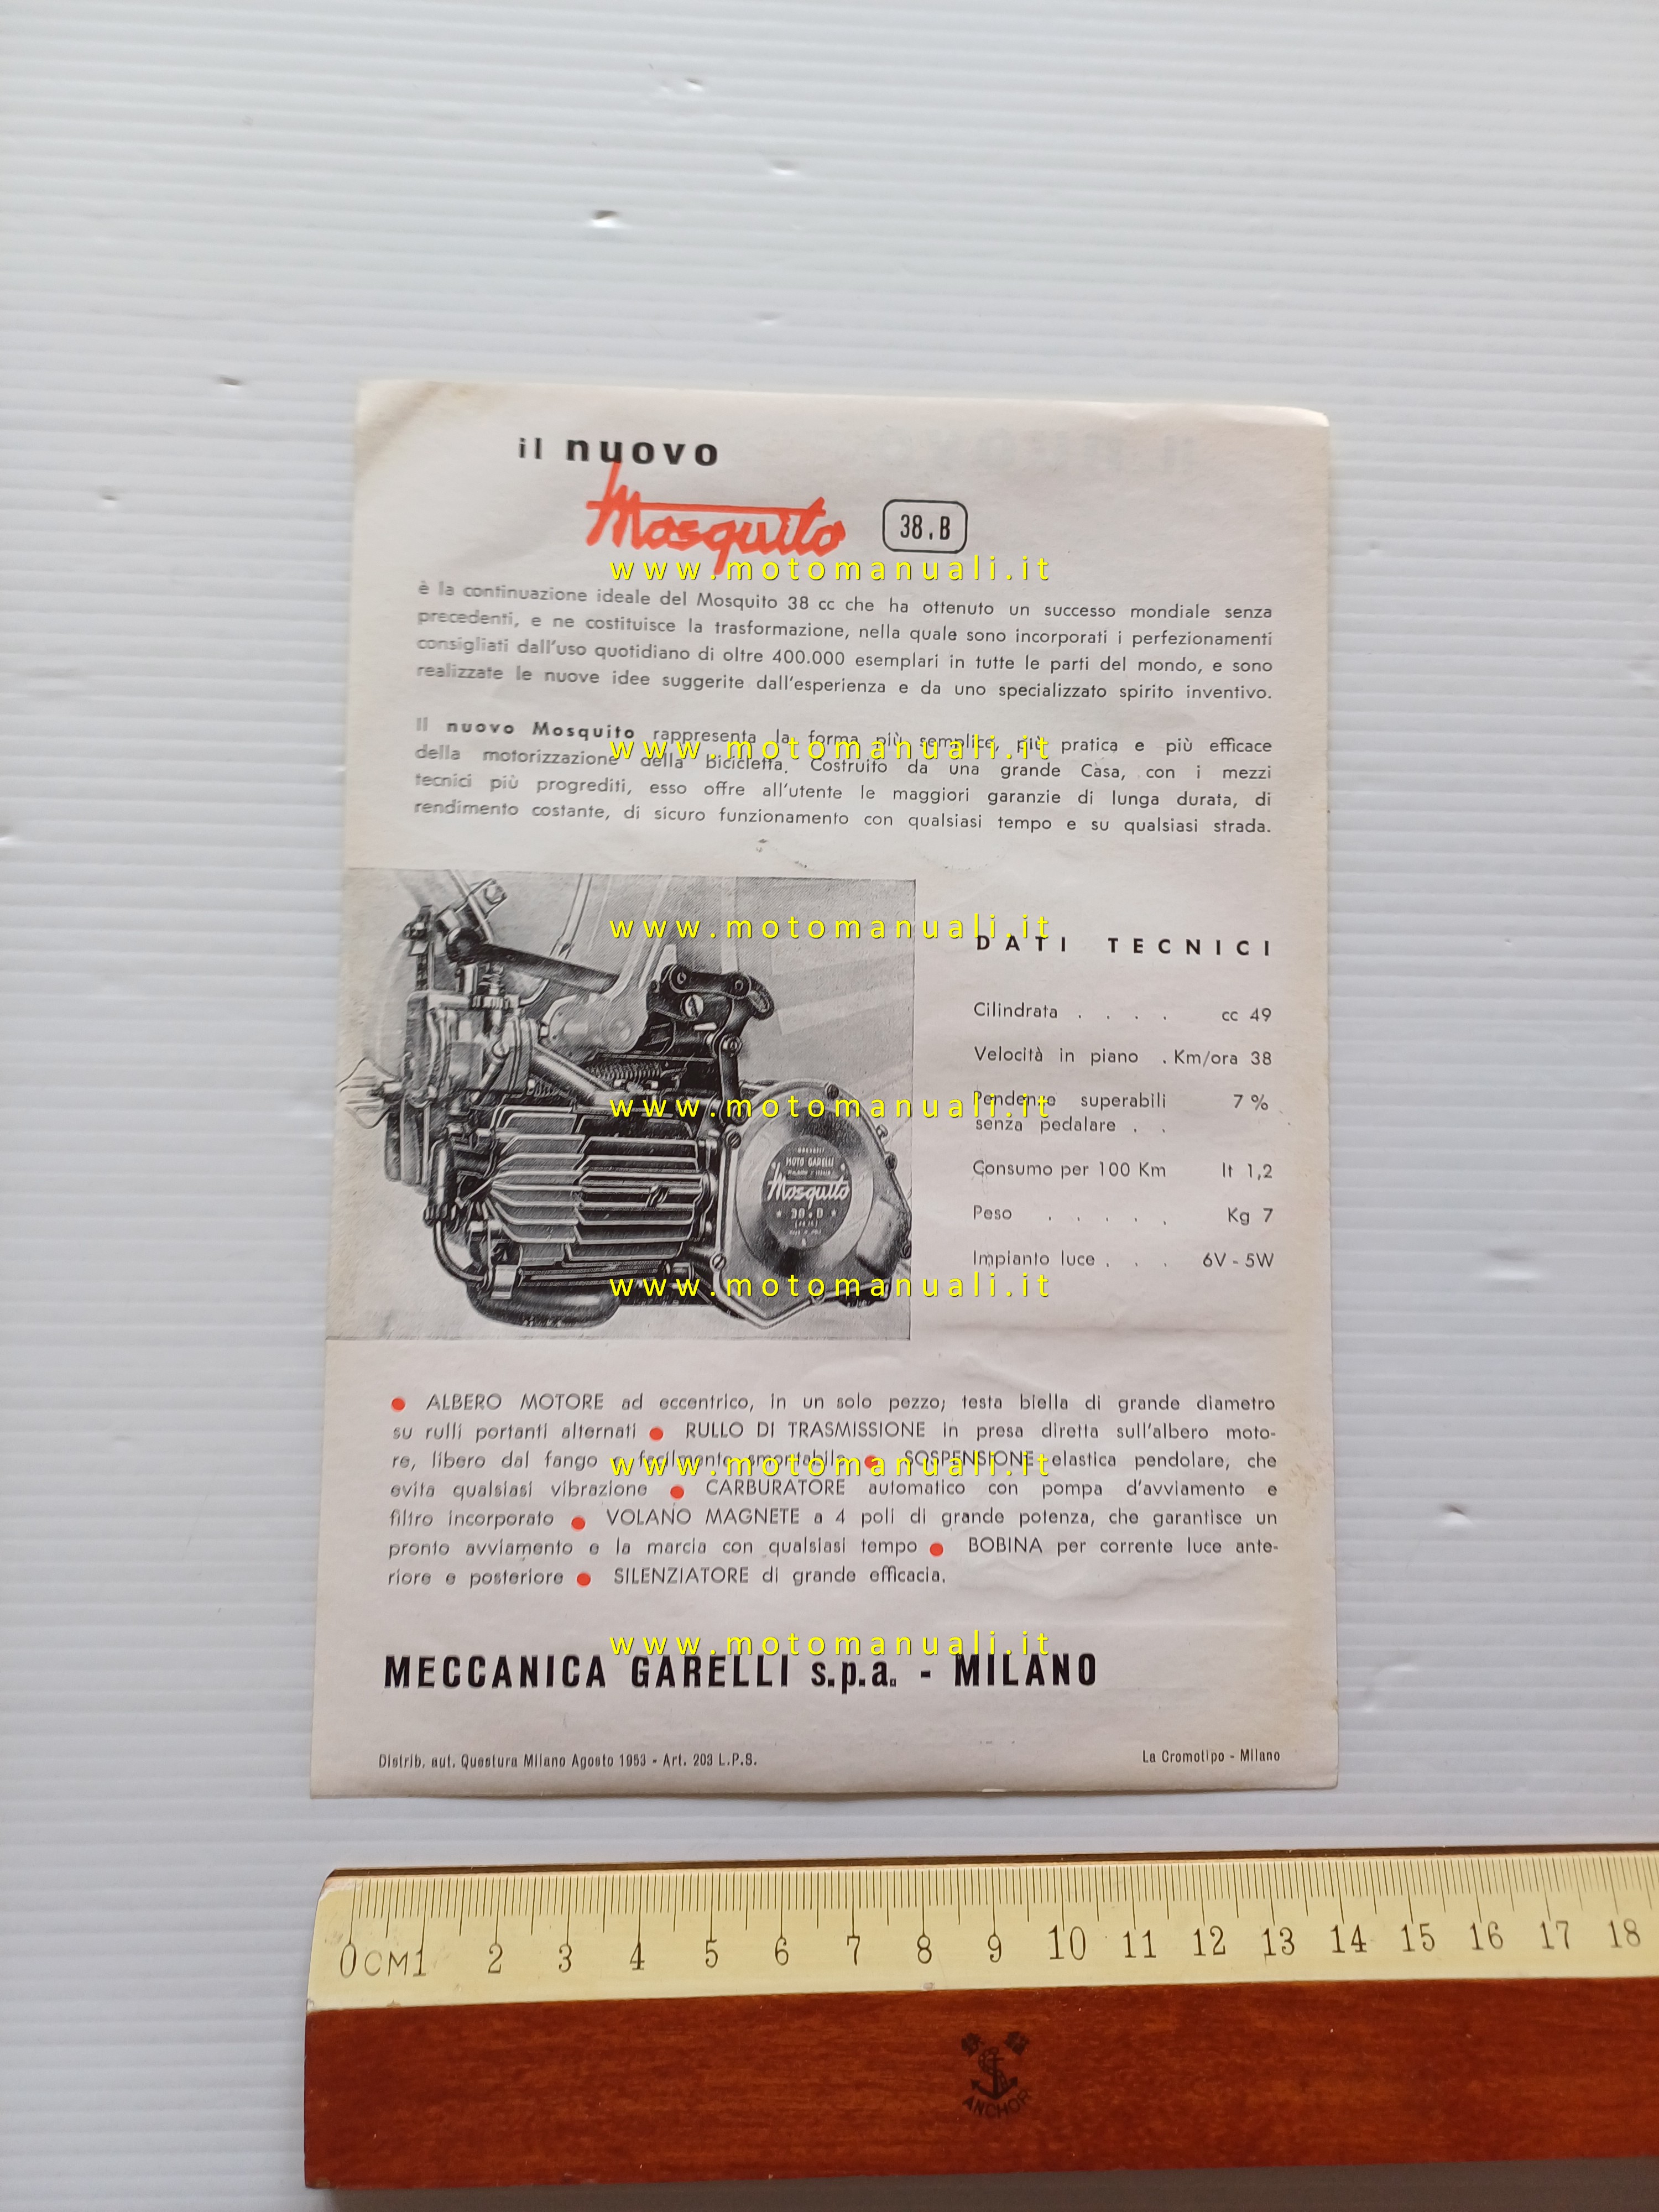 il nuovo
Mosquito 38.B
www.motomanuali.it
è la continuazione ideale del Mosquito 38 cc che ha ottenuto un successo mondiale senza
precedenti, e ne costituisce la trasformazione, nella quale sono incorporati i perfezionamenti
consigliati dall'uso quotidiano di oltre 400.000 esemplari in tutte le parti del mondo, e sono
realizzate le nuove idee suggerite dall'esperienza e da uno specializzato spirito inventivo.
Il nuovo Mosquito rappresenta la forma più semplice, più pratica e più efficace
www.motomanuali.it
della motorizzazione della bicicletta. Costruito da una grande Casa, con i mezzi
tecnici più progrediti, esso offre all'utente le maggiori garanzie di lunga durata, di
rendimento costante, di sicuro funzionamento con qualsiasi tempo e su qualsiasi strada.
www.motomanuali.it
DATI TECNICI
Cilindrata . . . . cc 49
Velocità in piano . Km/ora 38
Pendenze superabili 7 %
www.motomanuali.it
senza pedalare . .
Consumo per 100 Km lt 1,2
Peso . . . . . Kg 7
Impianto luce . . . 6V - 5W
www.motomanuali.it
MOTO GARELLI
Mosquito
38.B
● ALBERO MOTORE ad eccentrico, in un solo pezzo; testa biella di grande diametro
su rulli portanti alternati ● RULLO DI TRASMISSIONE in presa diretta sull'albero moto-
re, libero dal fango e facilmente smontabile ● SOSPENSIONE elastica pendolare, che
www.motomanuali.it
evita qualsiasi vibrazione ● CARBURATORE automatico con pompa d'avviamento e
filtro incorporato ● VOLANO MAGNETE a 4 poli di grande potenza, che garantisce un
pronto avviamento e la marcia con qualsiasi tempo ● BOBINA per corrente luce ante-
riore e posteriore ● SILENZIATORE di grande efficacia.
www.motomanuali.it
MECCANICA GARELLI s.p.a. - MILANO
Distrib. aut. Questura Milano Agosto 1953 - Art. 203 L.P.S.
La Cromotipo - Milano
0CM1 2 3 4 5 6 7 8 9 10 11 12 13 14 15 16 17 18
ANCHOR